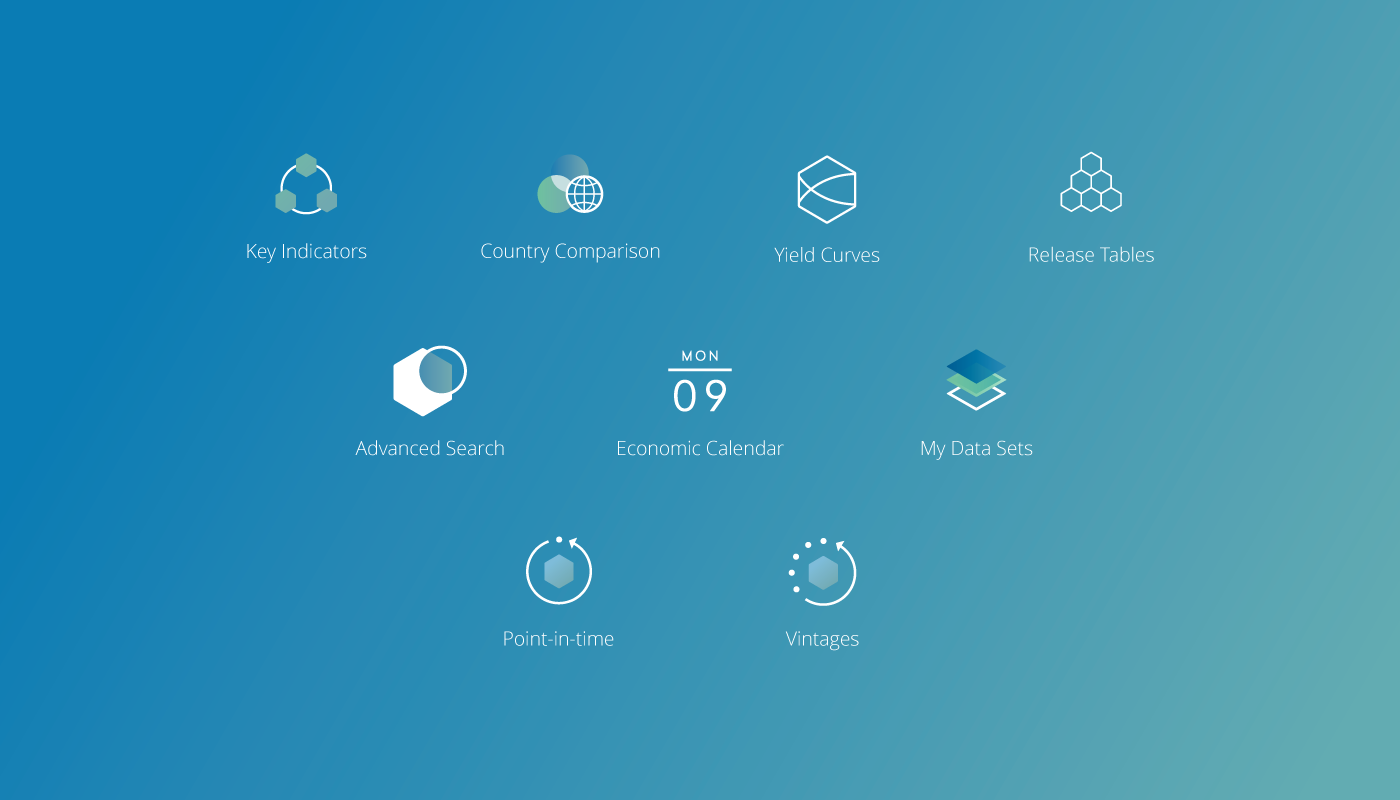 Key Indicators
Country Comparison
Yield Curves
Release Tables
Advanced Search
MON
09
Economic Calendar
My Data Sets
Point-in-time
Vintages